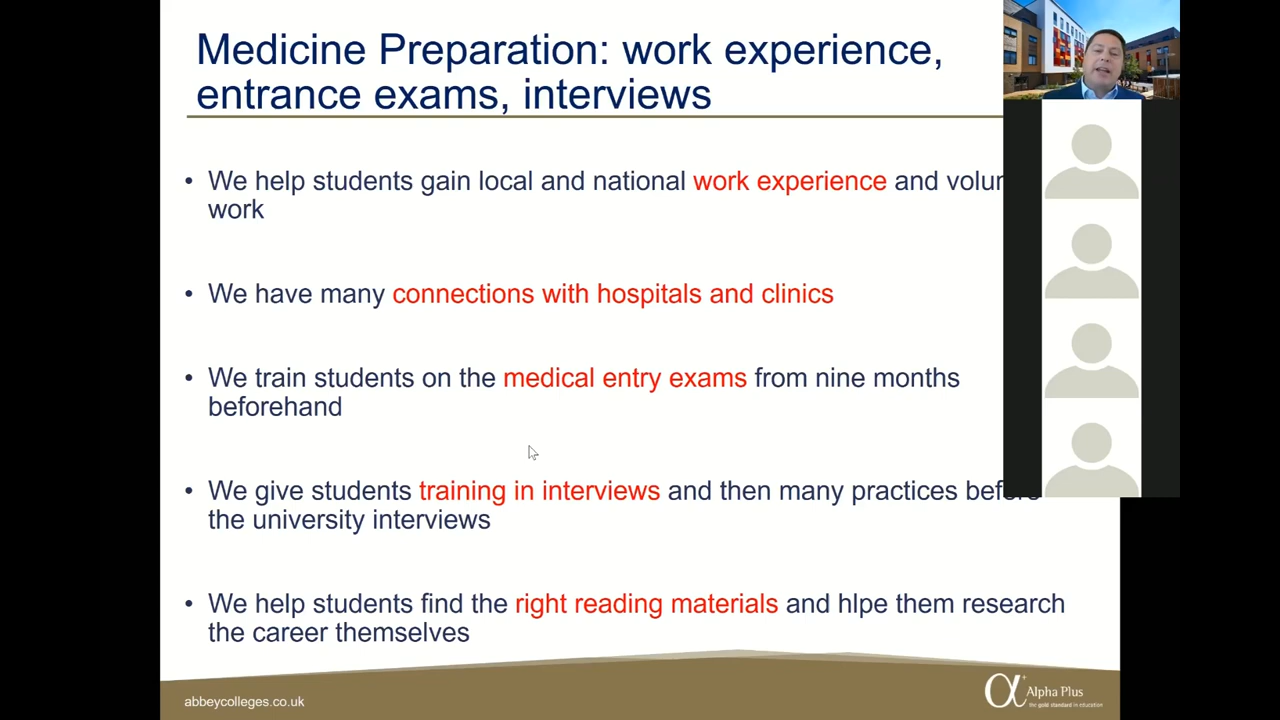 Medicine Preparation: work experience,
entrance exams, interviews
• We help students gain local and national work experience and
work
• We have many connections with hospitals and clinics
• We train students on the medical entry exams from nine months
beforehand
• We give students training in interviews and then many practices before
the university interviews
• We help students find the right reading materials and hlpe them research
the career themselves
abbeycolleges.co.uk
α+ Alpha Plus
the gold standard in education